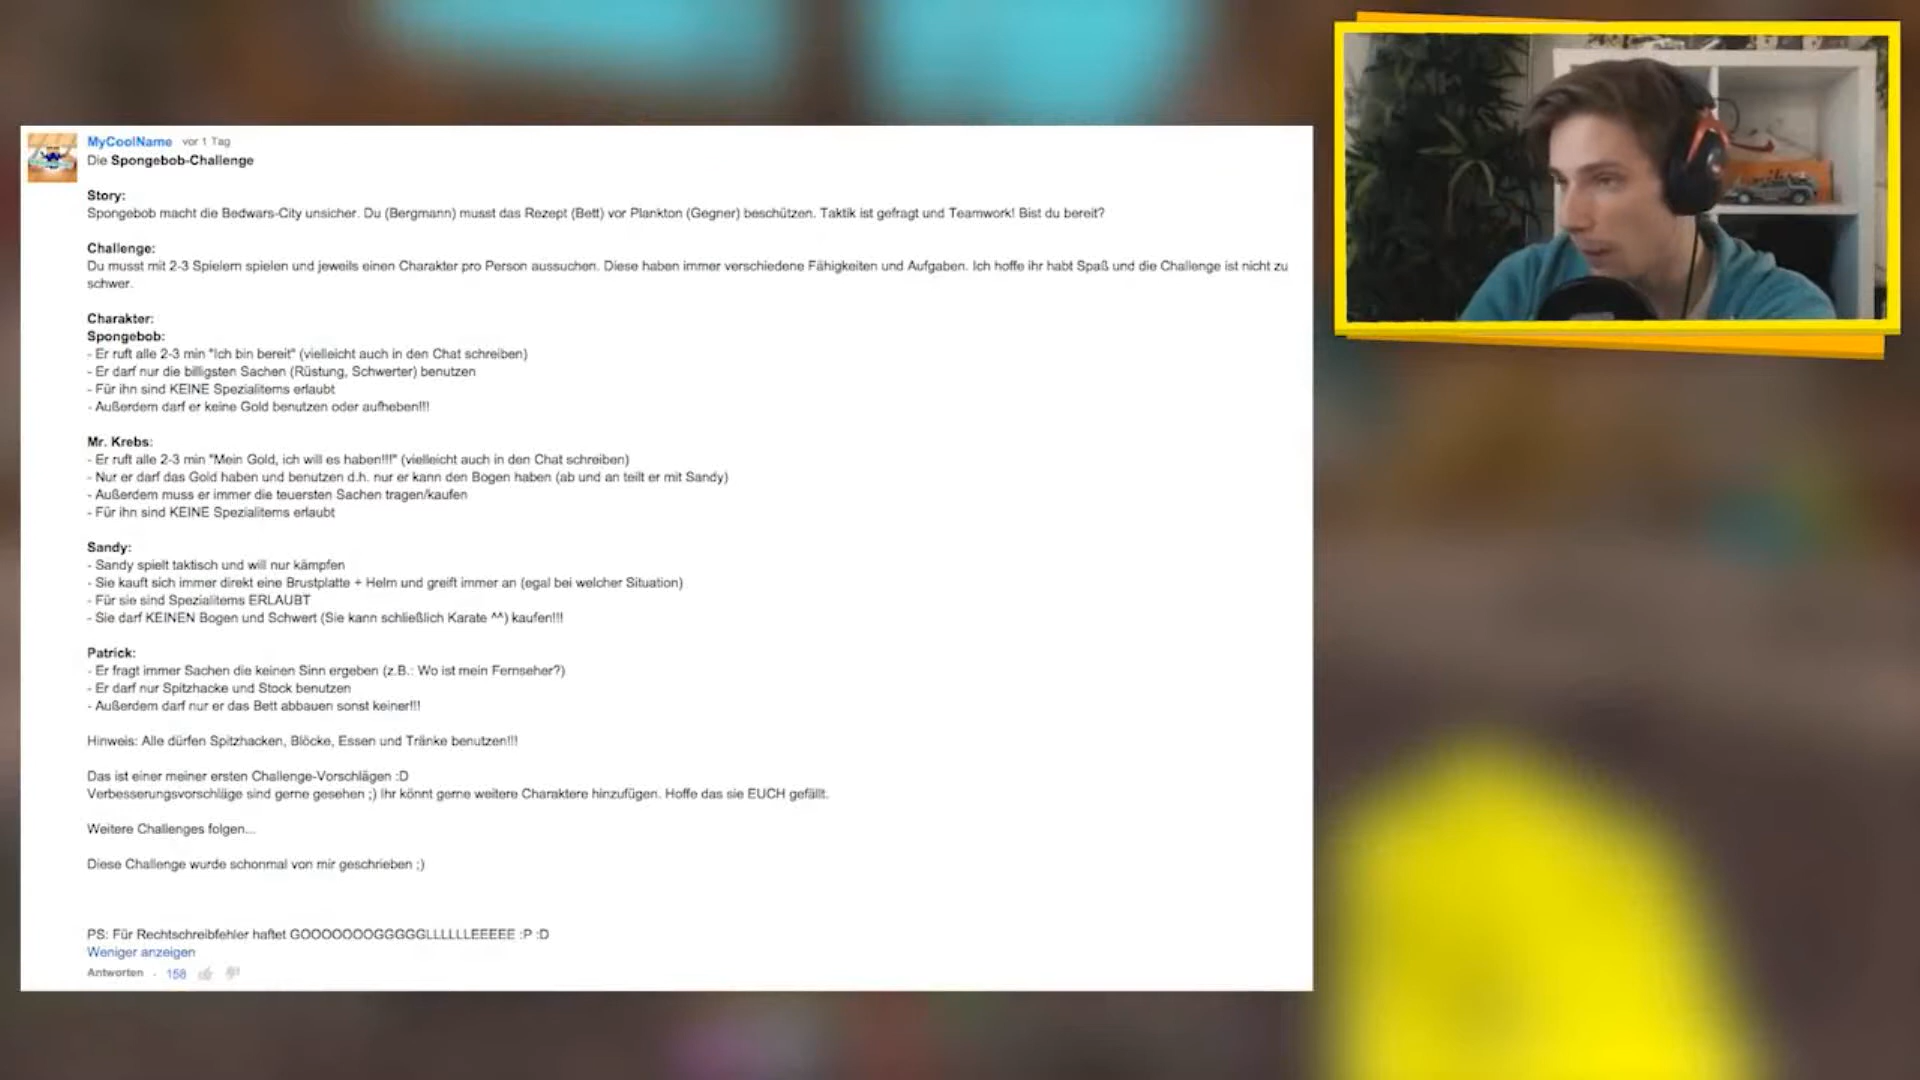 MyCoolName vor 1 Tag
Die Spongebob-Challenge
Story:
Spongebob macht die Bedwars-City unsicher. Du (Bergmann) musst das Rezept (Bett) vor Plankton (Gegner) beschützen. Taktik ist gefragt und Teamwork! Bist du bereit?
Challenge:
Du musst mit 2-3 Spielern spielen und jeweils einen Charakter pro Person aussuchen. Diese haben immer verschiedene Fähigkeiten und Aufgaben. Ich hoffe ihr habt Spaß und die Challenge ist nicht zu
schwer.
Charakter:
Spongebob:
- Er ruft alle 2-3 min "Ich bin bereit" (vielleicht auch in den Chat schreiben)
- Er darf nur die billigsten Sachen (Rüstung, Schwerter) benutzen
- Für ihn sind KEINE Spezialitems erlaubt
- Außerdem darf er keine Gold benutzen oder aufheben!!!
Mr. Krebs:
- Er ruft alle 2-3 min "Mein Gold, ich will es haben!!!" (vielleicht auch in den Chat schreiben)
- Nur er darf das Gold haben und benutzen d.h. nur er kann den Bogen haben (ab und an teilt er mit Sandy)
- Außerdem muss er immer die teuersten Sachen tragen/kaufen
- Für ihn sind KEINE Spezialitems erlaubt
Sandy:
- Sandy spielt taktisch und will nur kämpfen
- Sie kauft sich immer direkt eine Brustplatte + Helm und greift immer an (egal bei welcher Situation)
- Für sie sind Spezialitems ERLAUBT
- Sie darf KEINEN Bogen und Schwert (Sie kann schließlich Karate ^^) kaufen!!!
Patrick:
- Er fragt immer Sachen die keinen Sinn ergeben (z.B.: Wo ist mein Fernseher?)
- Er darf nur Spitzhacke und Stock benutzen
- Außerdem darf nur er das Bett abbauen sonst keiner!!!
Hinweis: Alle dürfen Spitzhacken, Blöcke, Essen und Tränke benutzen!!!
Das ist einer meiner ersten Challenge-Vorschlägen :D
Verbesserungsvorschläge sind gerne gesehen ;) Ihr könnt gerne weitere Charaktere hinzufügen. Hoffe das sie EUCH gefällt.
Weitere Challenges folgen...
Diese Challenge wurde schonmal von mir geschrieben ;)
PS: Für Rechtschreibfehler haftet GOOOOOOOGGGGGLLLLLLEEEEE :P :D
Weniger anzeigen
Antworten · 158